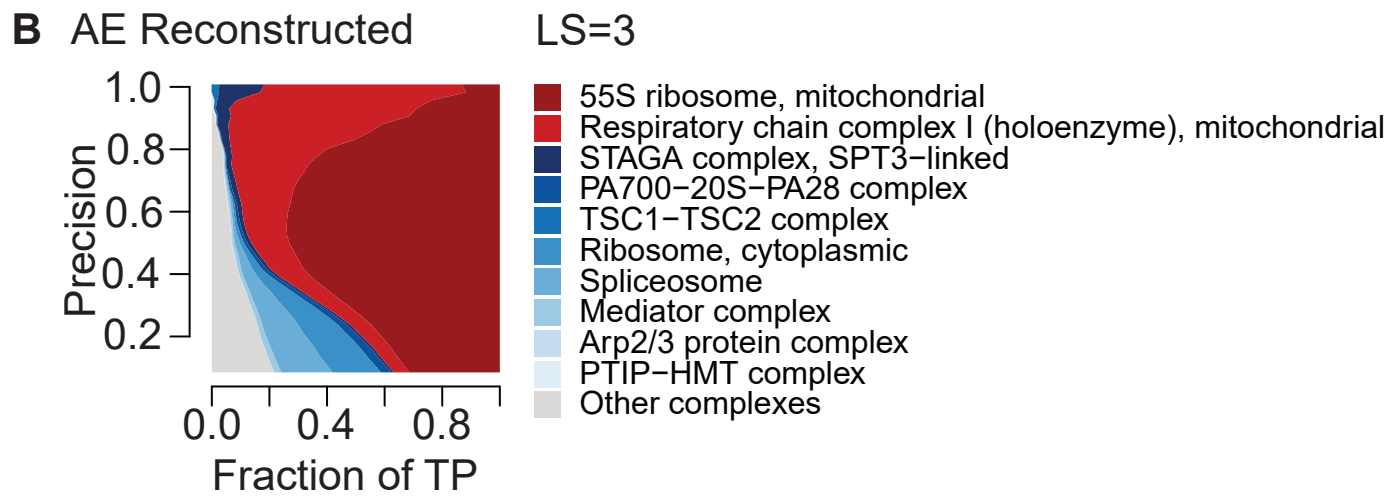 B AE Reconstructed LS=3
1.0
0.8
0.6
0.4
0.2
Precision
0.0 0.4 0.8
Fraction of TP
55S ribosome, mitochondrial
Respiratory chain complex I (holoenzyme), mitochondrial
STAGA complex, SPT3−linked
PA700−20S−PA28 complex
TSC1−TSC2 complex
Ribosome, cytoplasmic
Spliceosome
Mediator complex
Arp2/3 protein complex
PTIP−HMT complex
Other complexes